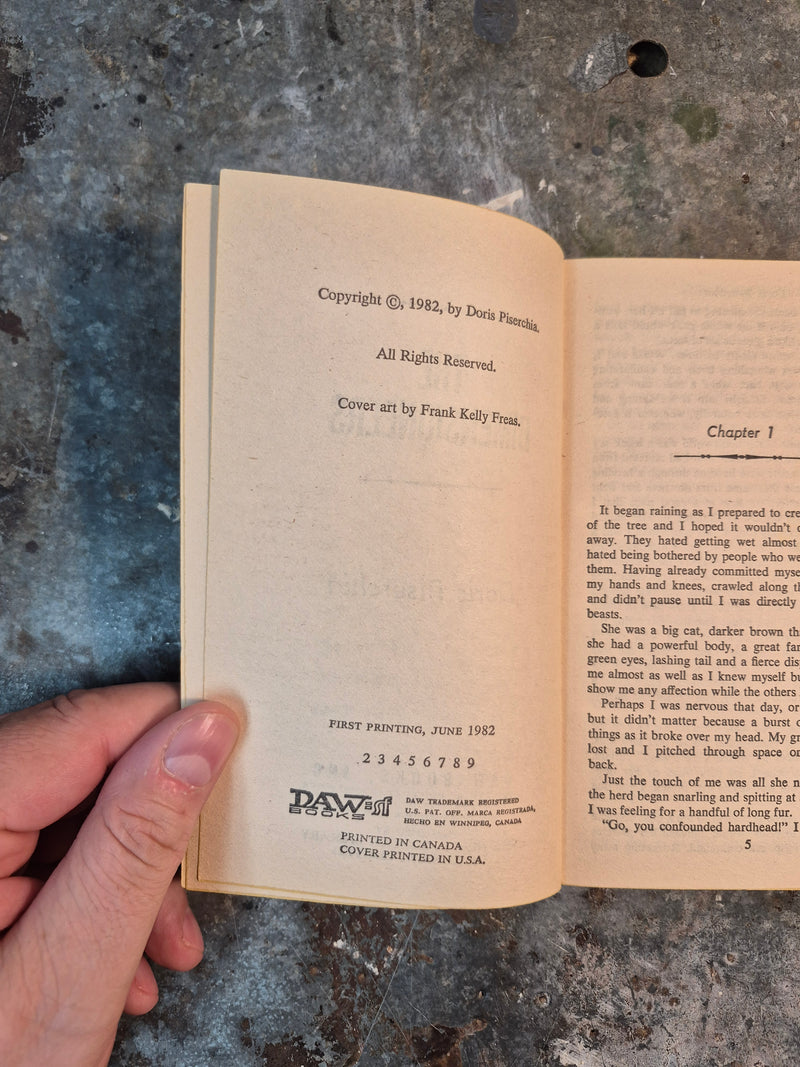 Copyright ©, 1982, by Doris Piserchia.
All Rights Reserved.
Cover art by Frank Kelly Freas.
FIRST PRINTING, JUNE 1982
2 3 4 5 6 7 8 9
DAW sf
BOOKS
DAW TRADEMARK REGISTERED
U.S. PAT. OFF. MARCA REGISTRADA,
HECHO EN WINNIPEG, CANADA
PRINTED IN CANADA
COVER PRINTED IN U.S.A.
Chapter 1
It began raining as I prepared to
of the tree and I hoped it wouldn't
away. They hated getting wet almost
hated being bothered by people who
them. Having already committed
my hands and knees, crawled along
and didn't pause until I was directly
beasts.
She was a big cat, darker brown
she had a powerful body, a great
green eyes, lashing tail and a fierce
me almost as well as I knew myself
show me any affection while the others
Perhaps I was nervous that day, or
but it didn't matter because a burst
things as it broke over my head. My
lost and I pitched through space
back.
Just the touch of me was all she
the herd began snarling and spitting at
I was feeling for a handful of long fur.
"Go, you confounded hardhead!" I
5